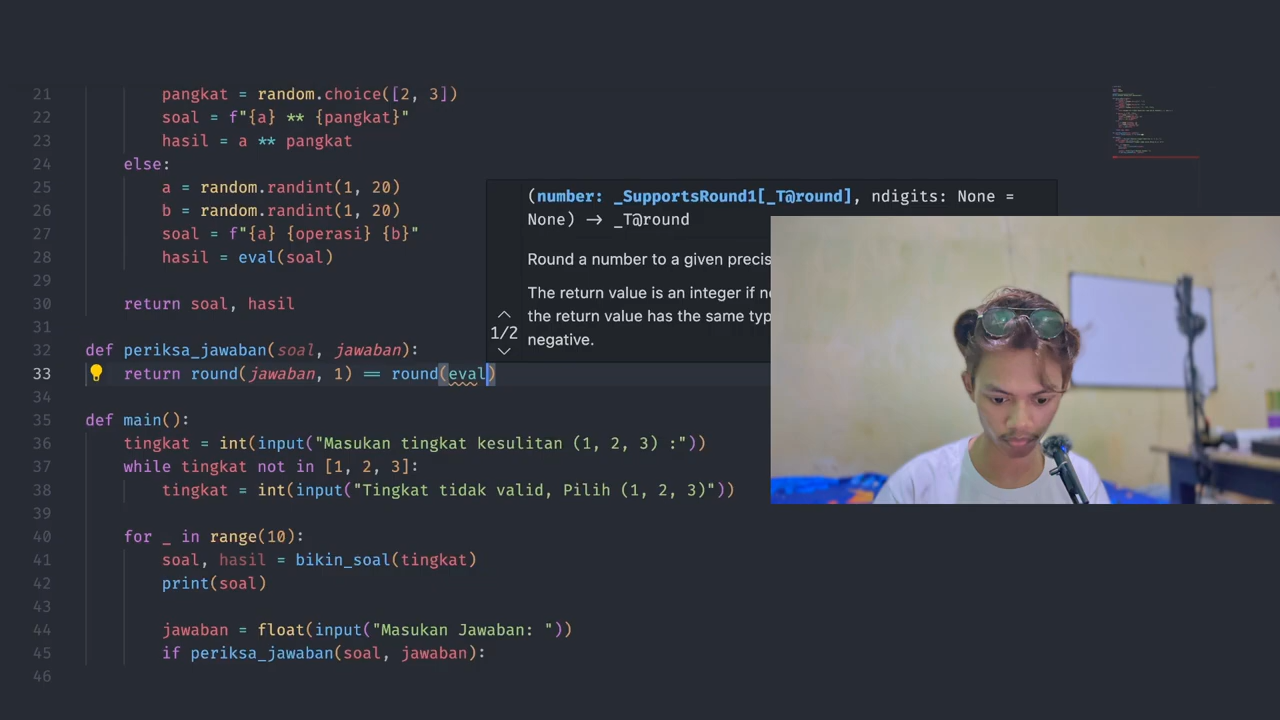 21 pangkat = random.choice([2, 3])
22 soal = f"{a} ** {pangkat}"
23 hasil = a ** pangkat
24 else:
25 a = random.randint(1, 20)
26 b = random.randint(1, 20)
27 soal = f"{a} {operasi} {b}"
28 hasil = eval(soal)
29
30 return soal, hasil
31
32 def periksa_jawaban(soal, jawaban):
33 return round(jawaban, 1) == round(eval)
34
35 def main():
36 tingkat = int(input("Masukan tingkat kesulitan (1, 2, 3) :"))
37 while tingkat not in [1, 2, 3]:
38 tingkat = int(input("Tingkat tidak valid, Pilih (1, 2, 3)"))
39
40 for _ in range(10):
41 soal, hasil = bikin_soal(tingkat)
42 print(soal)
43
44 jawaban = float(input("Masukan Jawaban: "))
45 if periksa_jawaban(soal, jawaban):
46
(number: _SupportsRound1[_T@round], ndigits: None =
None) -> _T@round
Round a number to a given
The return value is an integer if
1/2
the return value has the same
negative.